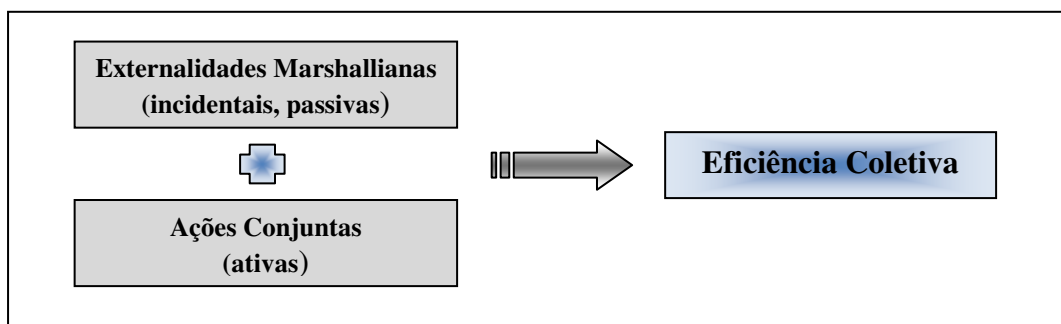 Externalidades Marshallianas
(incidentais, passivas)
Ações Conjuntas
(ativas)
Eficiência Coletiva